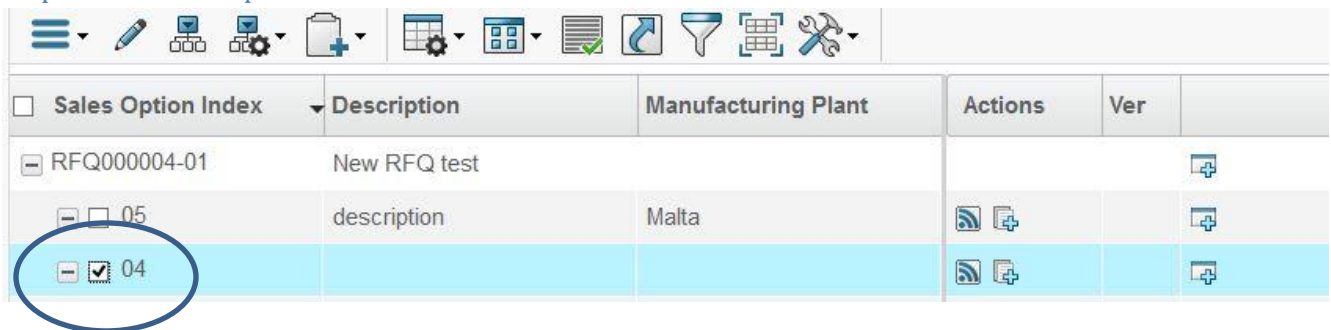 Sales Option Index Description Manufacturing Plant Actions Ver
RFQ000004-01 New RFQ test
05 description Malta
04